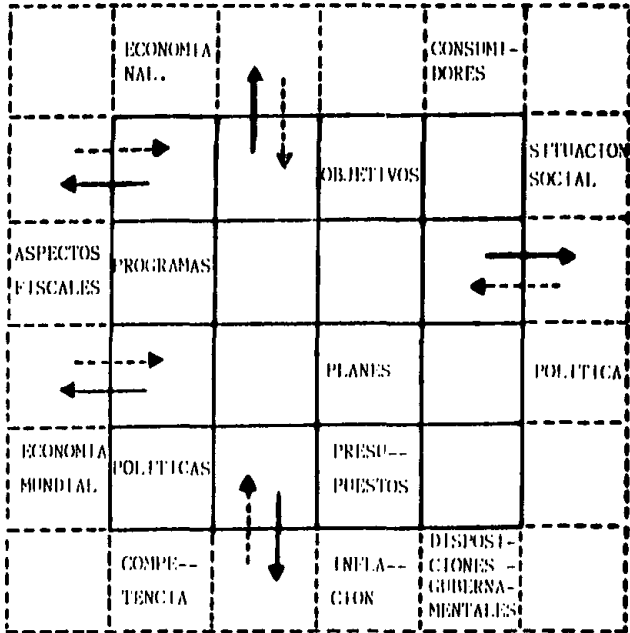 ECONOMIA
NAL.
CONSUMI-
DORES
OBJETIVOS
SITUACION
SOCIAL
ASPECTOS
FISCALES
PROGRAMAS
PLANES
POLITICA
ECONOMIA
MUNDIAL
POLITICAS
PRESU--
PUESTOS
COMPE--
TENCIA
INFLA--
CION
DISPOSI-
CIONES -
GUBERNA-
MENTALES